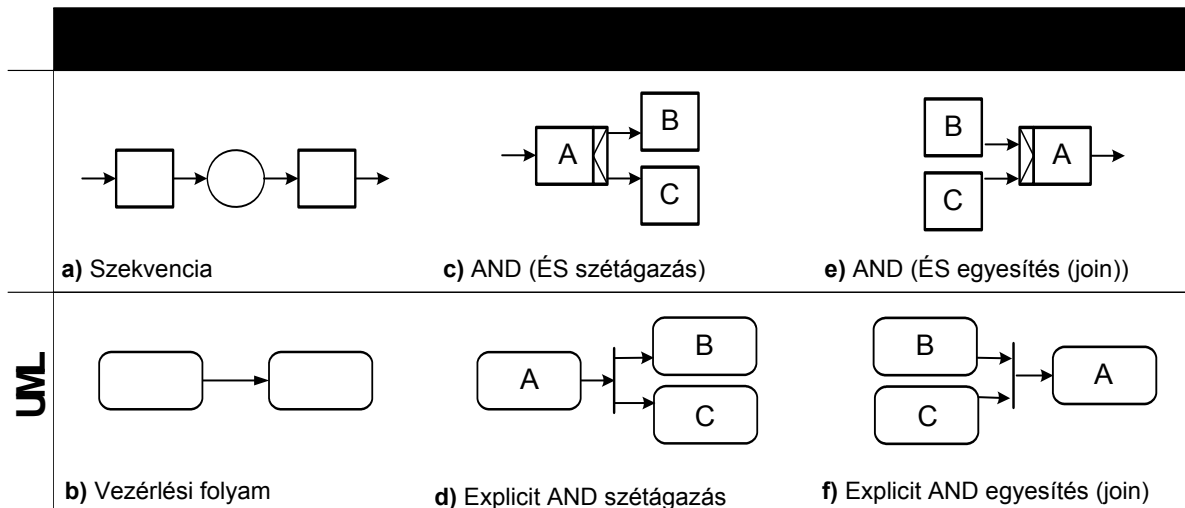 B
A
C
B
A
C
a) Szekvencia
c) AND (ÉS szétágazás)
e) AND (ÉS egyesítés (join))
UML
A
B
C
B
C
A
b) Vezérlési folyam
d) Explicit AND szétágazás
f) Explicit AND egyesítés (join)